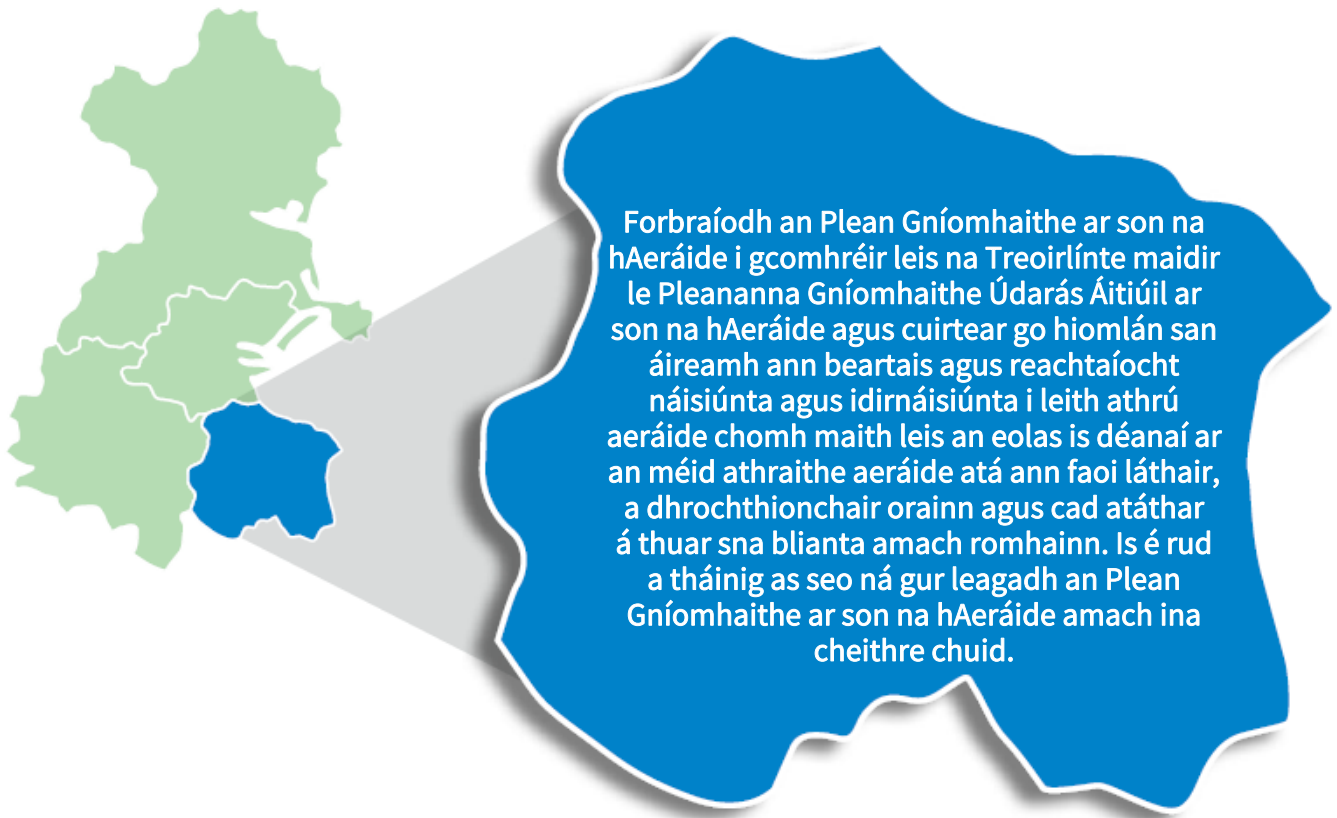 Forbraíodh an Plean Gníomhaithe ar son na
hAeráide i gcomhréir leis na Treoirlínte maidir
le Pleananna Gníomhaithe Údarás Áitiúil ar
son na hAeráide agus cuirtear go hiomlán san
áireamh ann beartais agus reachtaíocht
náisiúnta agus idirnáisiúnta i leith athrú
aeráide chomh maith leis an eolas is déanaí ar
an méid athraithe aeráide atá ann faoi láthair,
a dhrochthionchair orainn agus cad atáthar
á thuar sna blianta amach romhainn. Is é rud
a tháinig as seo ná gur leagadh an Plean
Gníomhaithe ar son na hAeráide amach ina
cheithre chuid.